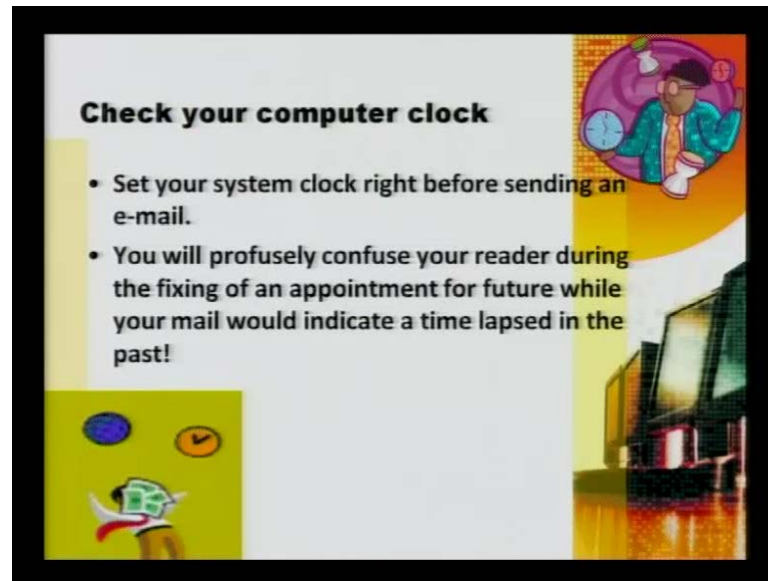 Check your computer clock
• Set your system clock right before sending an
e-mail.
• You will profusely confuse your reader during
the fixing of an appointment for future while
your mail would indicate a time lapsed in the
past!